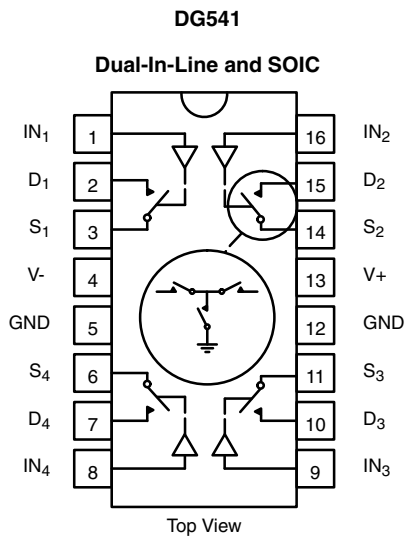 DG541
Dual-In-Line and SOIC
IN1 1 16 IN2
D1 2 15 D2
S1 3 14 S2
V- 4 13 V+
GND 5 12 GND
S4 6 11 S3
D4 7 10 D3
IN4 8 9 IN3
Top View